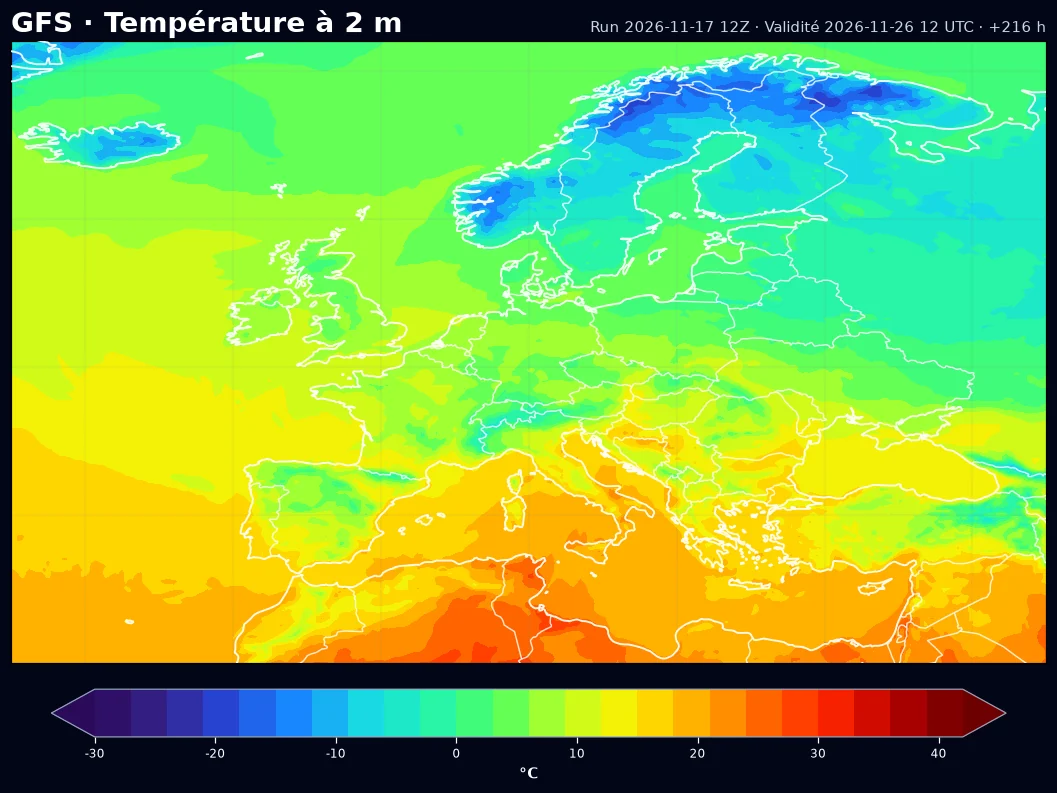 GFS · Température à 2 m
Run 2026-11-17 12Z · Validité 2026-11-26 12 UTC · +216 h
-30 -20 -10 0 10 20 30 40
°C